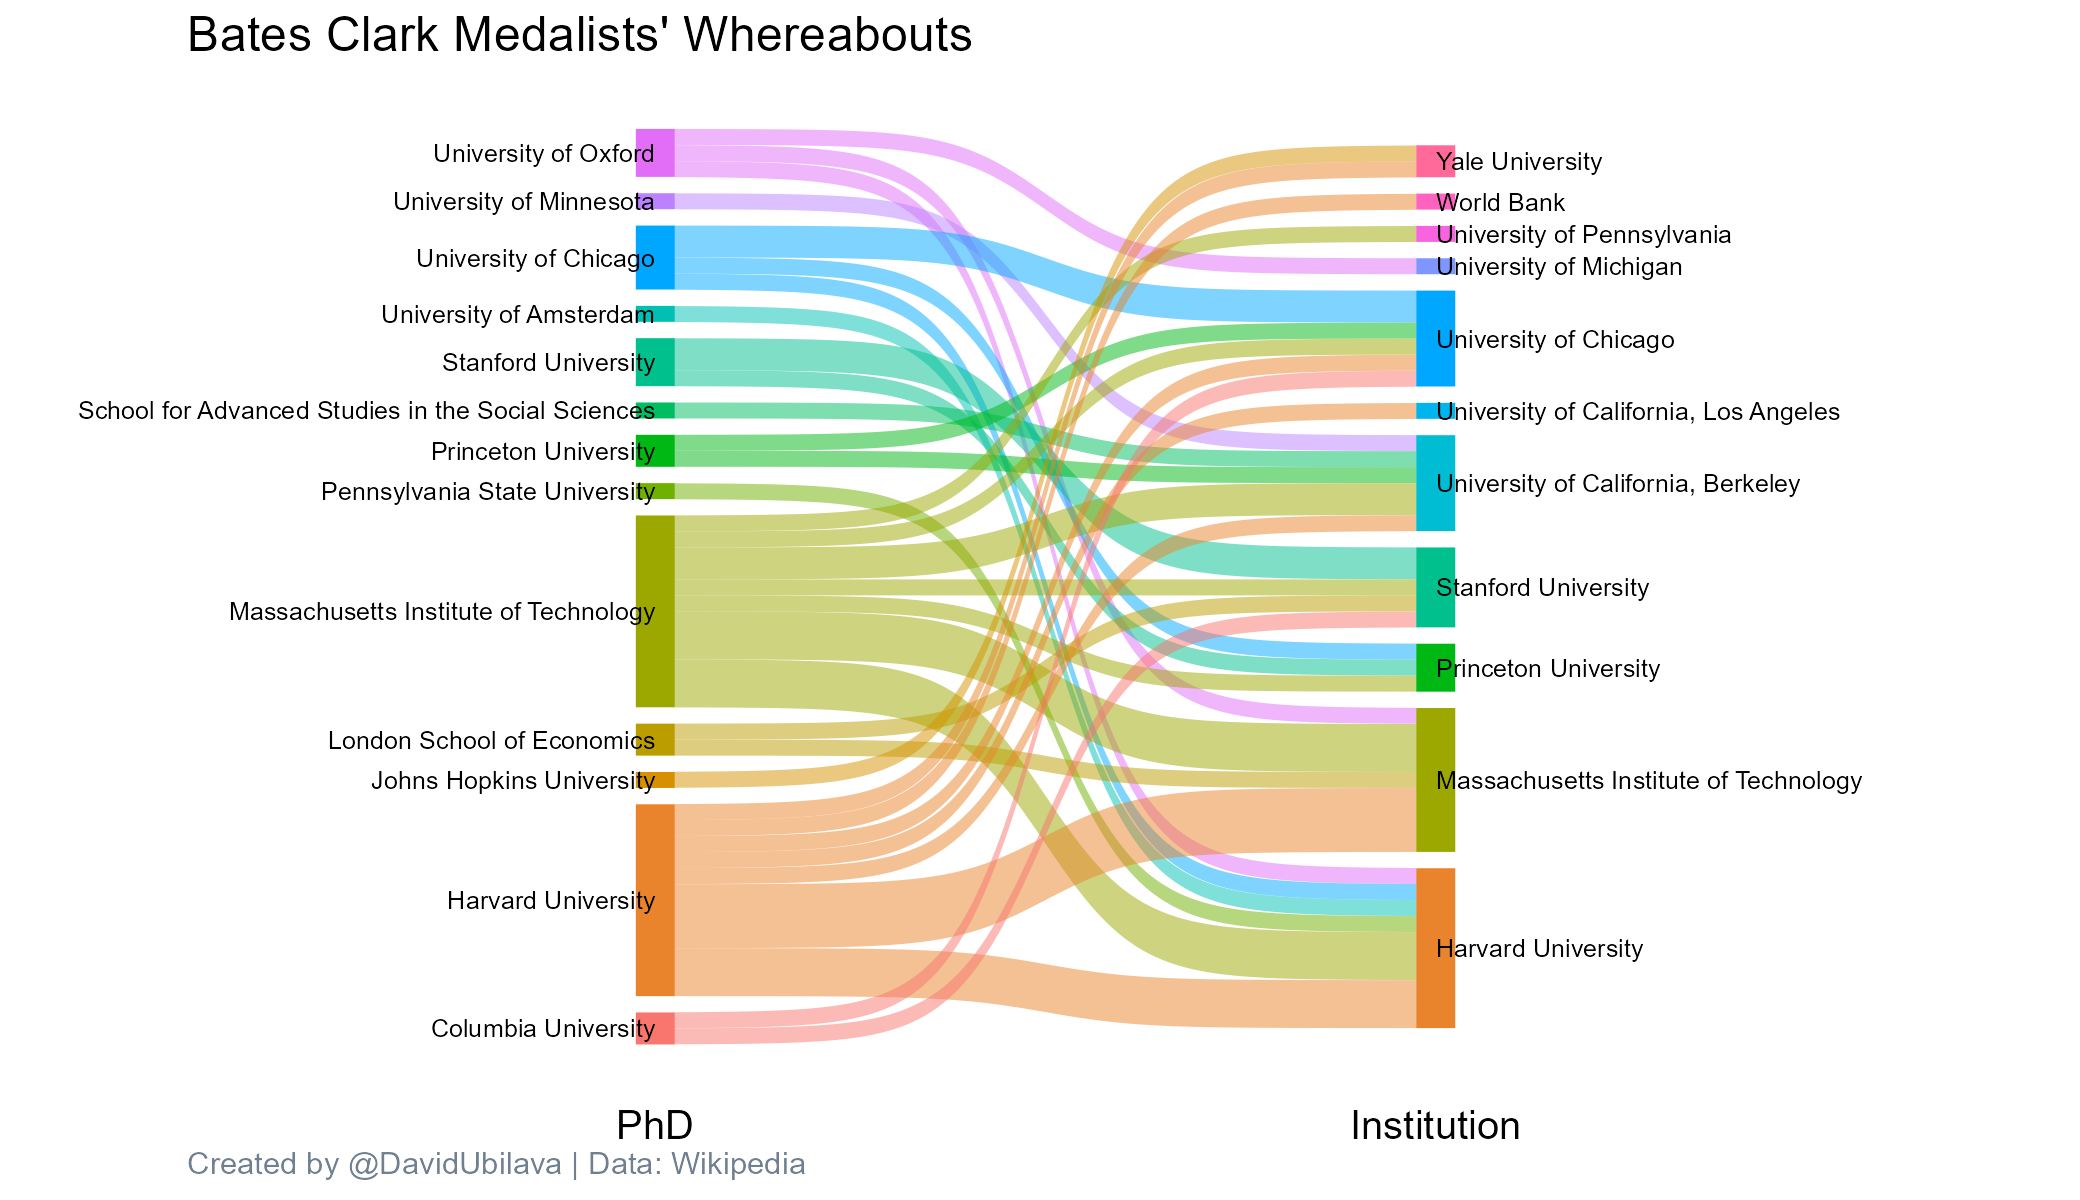 Bates Clark Medalists' Whereabouts
University of Oxford
University of Minnesota
University of Chicago
University of Amsterdam
Stanford University
School for Advanced Studies in the Social Sciences
Princeton University
Pennsylvania State University
Massachusetts Institute of Technology
London School of Economics
Johns Hopkins University
Harvard University
Columbia University
Yale University
World Bank
University of Pennsylvania
University of Michigan
University of Chicago
University of California, Los Angeles
University of California, Berkeley
Stanford University
Princeton University
Massachusetts Institute of Technology
Harvard University
PhD
Institution
Created by @DavidUbilava | Data: Wikipedia